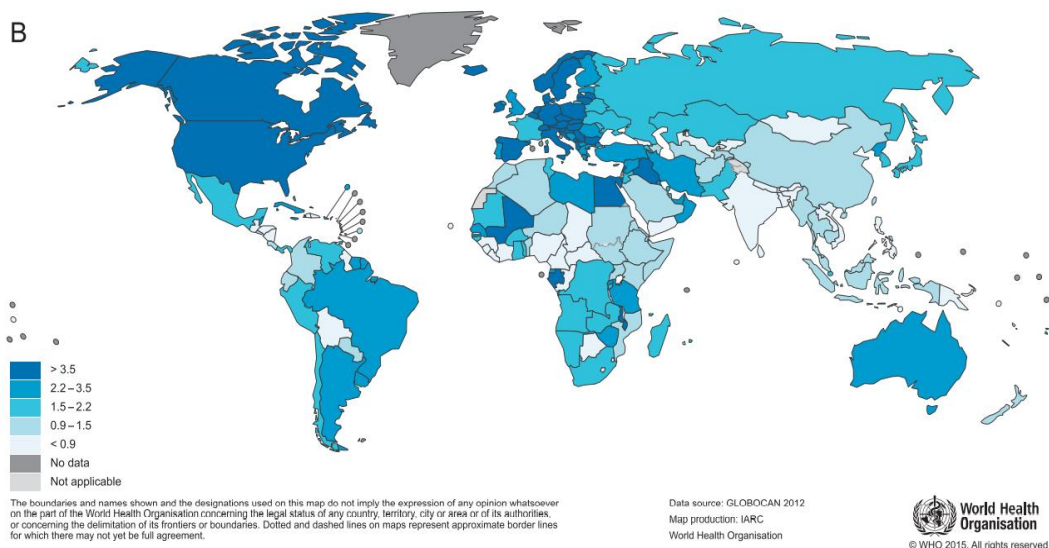 B
> 3.5
2.2–3.5
1.5–2.2
0.9–1.5
< 0.9
No data
Not applicable
The boundaries and names shown and the designations used on this map do not imply the expression of any opinion whatsoever
on the part of the World Health Organisation concerning the legal status of any country, territory, city or area or of its authorities,
or concerning the delimitation of its frontiers or boundaries. Dotted and dashed lines on maps represent approximate border lines
for which there may not yet be full agreement.
Data source: GLOBOCAN 2012
Map production: IARC
World Health Organisation
World Health
Organisation
© WHO 2015. All rights reserved